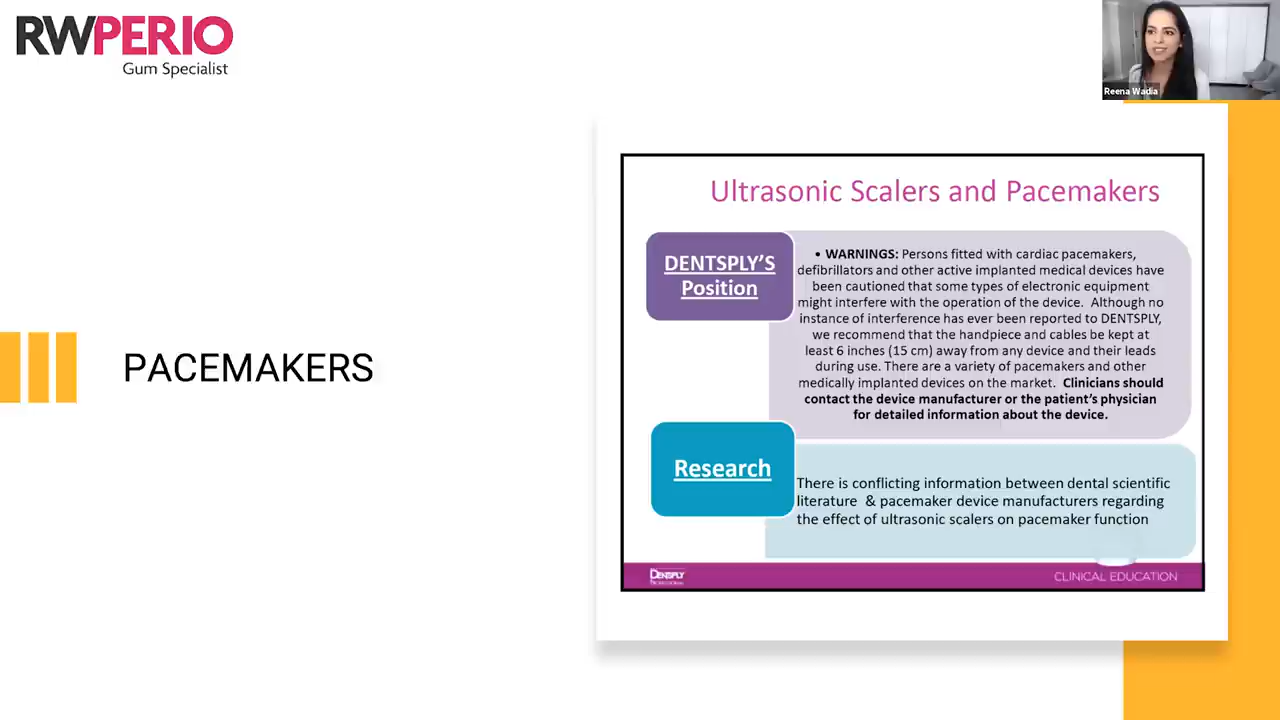 RWPERIO
Gum Specialist
Reena Wadia
PACEMAKERS
Ultrasonic Scalers and Pacemakers
DENTSPLY'S
Position
• WARNINGS: Persons fitted with cardiac pacemakers,
defibrillators and other active implanted medical devices have
been cautioned that some types of electronic equipment
might interfere with the operation of the device. Although no
instance of interference has ever been reported to DENTSPLY,
we recommend that the handpiece and cables be kept at
least 6 inches (15 cm) away from any device and their leads
during use. There are a variety of pacemakers and other
medically implanted devices on the market. Clinicians should
contact the device manufacturer or the patient's physician
for detailed information about the device.
Research
There is conflicting information between dental scientific
literature & pacemaker device manufacturers regarding
the effect of ultrasonic scalers on pacemaker function
DENSPLY
CLINICAL EDUCATION